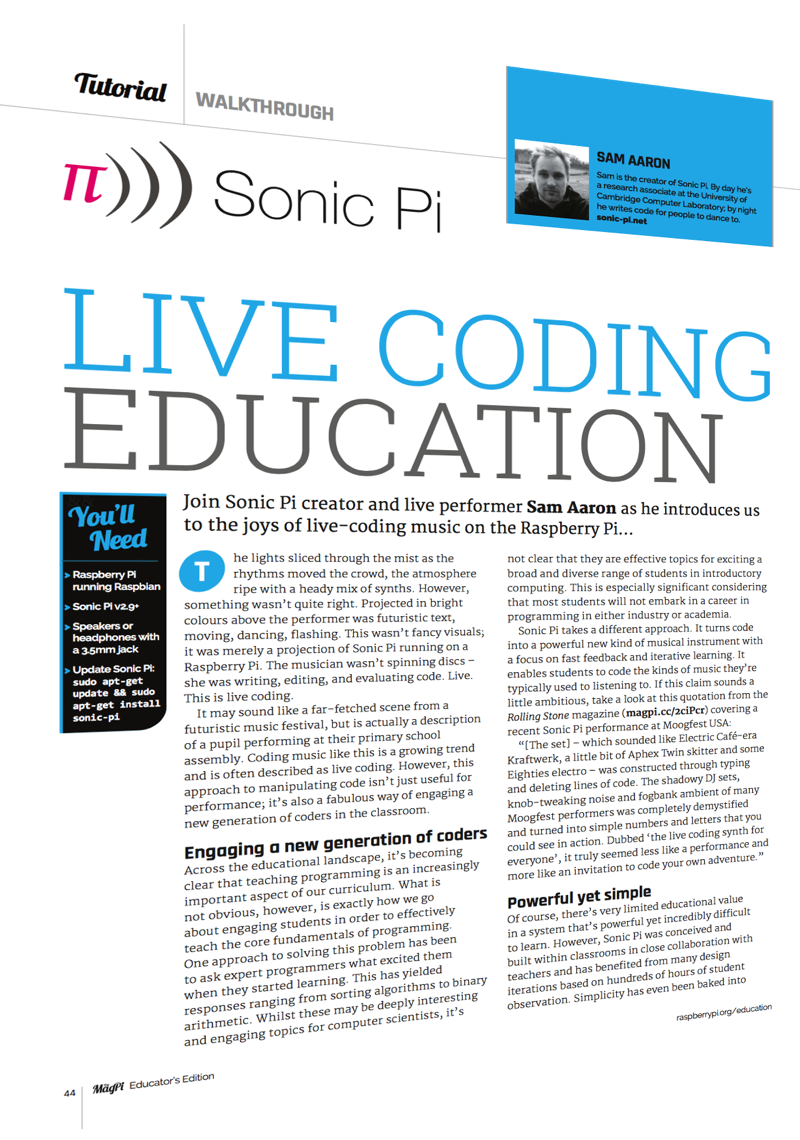 Tutorial
WALKTHROUGH
π))) Sonic Pi
SAM AARON
Sam is the creator of Sonic Pi. By day he's
a research associate at the University of
Cambridge Computer Laboratory; by night
he writes code for people to dance to.
sonic-pi.net
LIVE CODING
EDUCATION
You'll
Need
> Raspberry Pi
running Raspbian
> Sonic Pi v2.9+
> Speakers or
headphones with
a 3.5mm jack
> Update Sonic Pi:
sudo apt-get
update && sudo
apt-get install
sonic-pi
Join Sonic Pi creator and live performer Sam Aaron as he introduces us
to the joys of live-coding music on the Raspberry Pi...
The lights sliced through the mist as the
rhythms moved the crowd, the atmosphere
ripe with a heady mix of synths. However,
something wasn't quite right. Projected in bright
colours above the performer was futuristic text,
moving, dancing, flashing. This wasn't fancy visuals;
it was merely a projection of Sonic Pi running on a
Raspberry Pi. The musician wasn't spinning discs –
she was writing, editing, and evaluating code. Live.
This is live coding.
It may sound like a far-fetched scene from a
futuristic music festival, but is actually a description
of a pupil performing at their primary school
assembly. Coding music like this is a growing trend
and is often described as live coding. However, this
approach to manipulating code isn't just useful for
performance; it's also a fabulous way of engaging a
new generation of coders in the classroom.
Engaging a new generation of coders
Across the educational landscape, it's becoming
clear that teaching programming is an increasingly
important aspect of our curriculum. What is
not obvious, however, is exactly how we go
about engaging students in order to effectively
teach the core fundamentals of programming.
One approach to solving this problem has been
to ask expert programmers what excited them
when they started learning. This has yielded
responses ranging from sorting algorithms to binary
arithmetic. Whilst these may be deeply interesting
and engaging topics for computer scientists, it's
not clear that they are effective topics for exciting a
broad and diverse range of students in introductory
computing. This is especially significant considering
that most students will not embark in a career in
programming in either industry or academia.
Sonic Pi takes a different approach. It turns code
into a powerful new kind of musical instrument with
a focus on fast feedback and iterative learning. It
enables students to code the kinds of music they're
typically used to listening to. If this claim sounds a
little ambitious, take a look at this quotation from the
Rolling Stone magazine (magpi.cc/2ciPcr) covering a
recent Sonic Pi performance at Moogfest USA:
“[The set] – which sounded like Electric Café-era
Kraftwerk, a little bit of Aphex Twin skitter and some
Eighties electro – was constructed through typing
and deleting lines of code. The shadowy DJ sets,
knob-tweaking noise and fogbank ambient of many
Moogfest performers was completely demystified
and turned into simple numbers and letters that you
could see in action. Dubbed ‘the live coding synth for
everyone’, it truly seemed less like a performance and
more like an invitation to code your own adventure.”
Powerful yet simple
Of course, there's very limited educational value
in a system that's powerful yet incredibly difficult
to learn. However, Sonic Pi was conceived and
built within classrooms in close collaboration with
teachers and has benefited from many design
iterations based on hundreds of hours of student
observation. Simplicity has even been baked into
raspberrypi.org/education
44 MagPi Educator's Edition